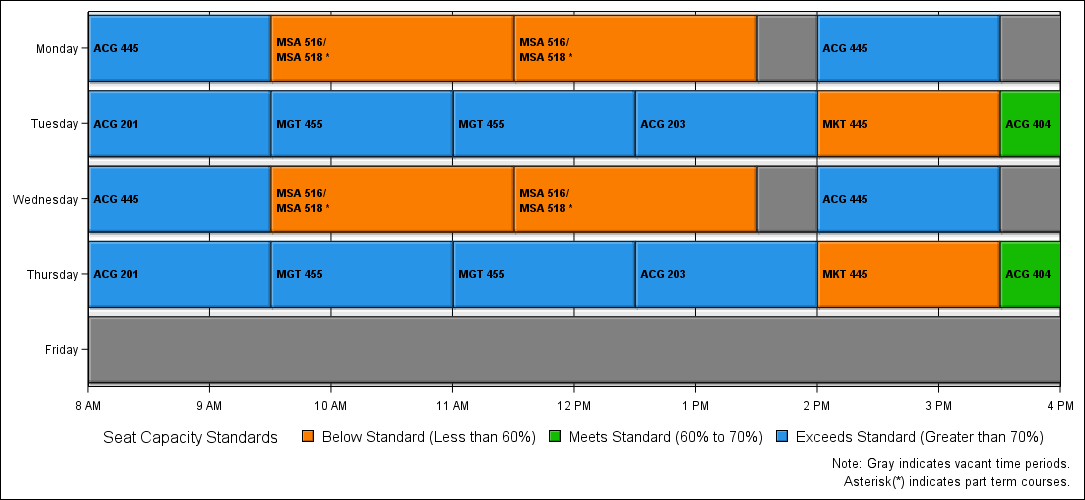 Monday
ACG 445
MSA 516/
MSA 518 *
MSA 516/
MSA 518 *
ACG 445
Tuesday
ACG 201
MGT 455
MGT 455
ACG 203
MKT 445
ACG 404
Wednesday
ACG 445
MSA 516/
MSA 518 *
MSA 516/
MSA 518 *
ACG 445
Thursday
ACG 201
MGT 455
MGT 455
ACG 203
MKT 445
ACG 404
Friday
8 AM 9 AM 10 AM 11 AM 12 PM 1 PM 2 PM 3 PM 4 PM
Seat Capacity Standards Below Standard (Less than 60%) Meets Standard (60% to 70%) Exceeds Standard (Greater than 70%)
Note: Gray indicates vacant time periods.
Asterisk(*) indicates part term courses.